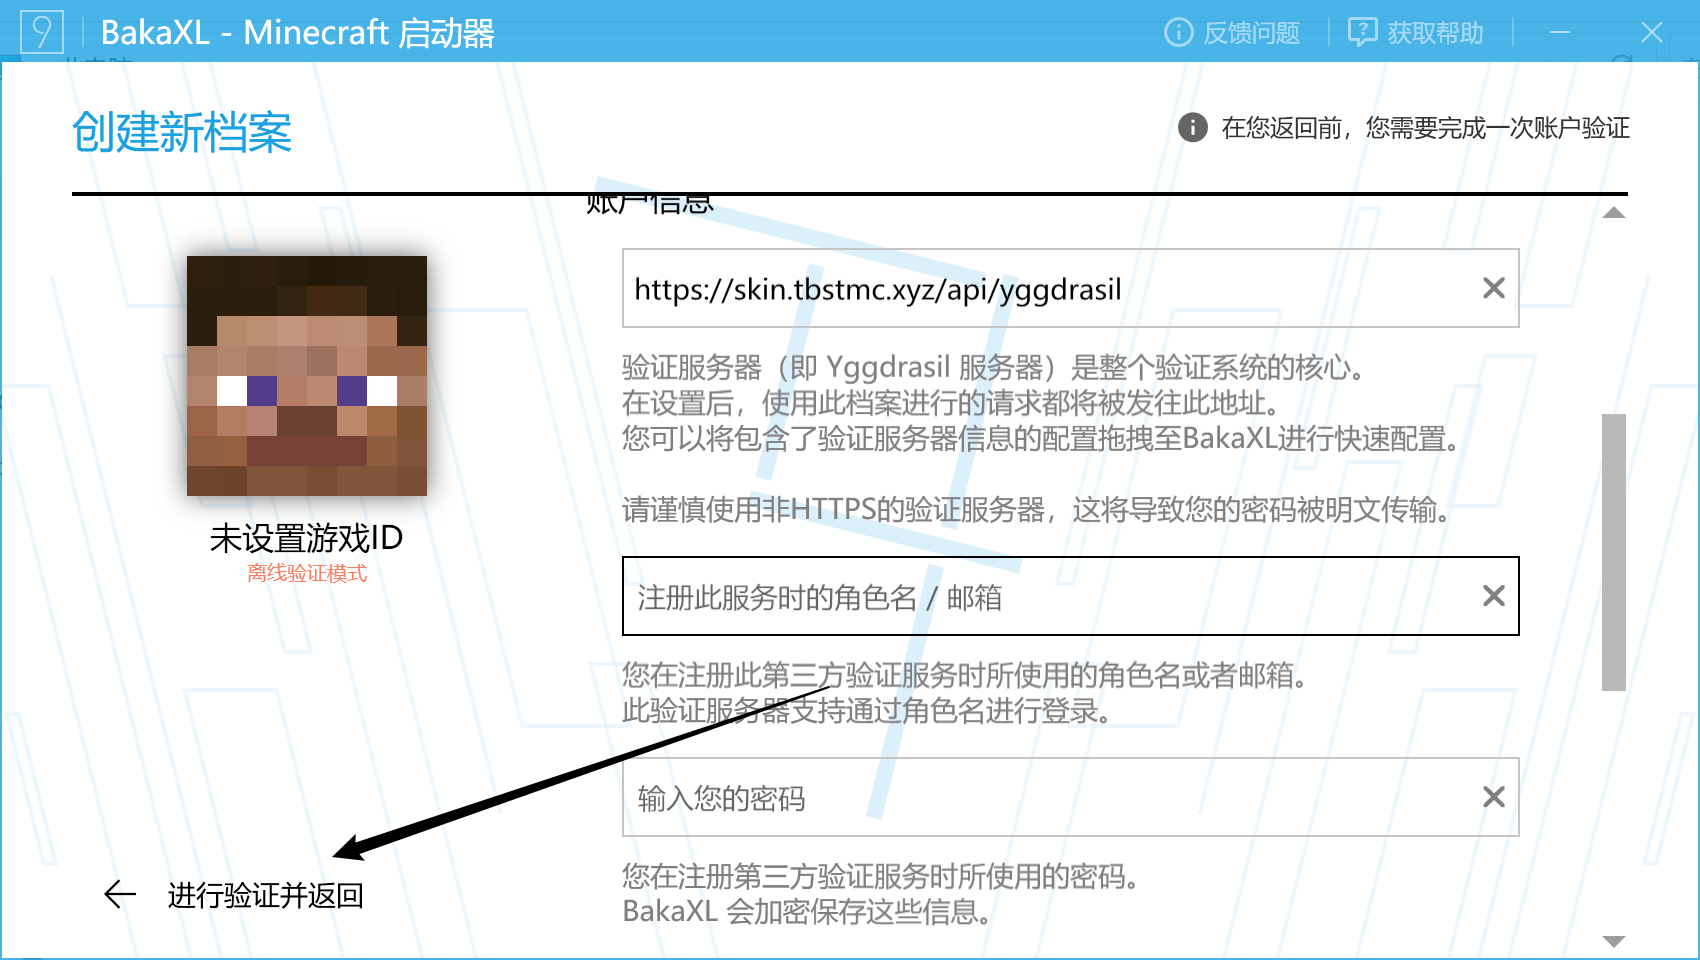 BakaXL - Minecraft 启动器
反馈问题
获取帮助
创建新档案
在您返回前，您需要完成一次账户验证
账户信息
https://skin.tbstmc.xyz/api/yggdrasil
验证服务器（即 Yggdrasil 服务器）是整个验证系统的核心。
在设置后，使用此档案进行的请求都将被发往此地址。
您可以将包含了验证服务器信息的配置拖拽至BakaXL进行快速配置。
请谨慎使用非HTTPS的验证服务器，这将导致您的密码被明文传输。
未设置游戏ID
离线验证模式
注册此服务时的角色名 / 邮箱
您在注册此第三方验证服务时所使用的角色名或者邮箱。
此验证服务器支持通过角色名进行登录。
输入您的密码
您在注册第三方验证服务时所使用的密码。
BakaXL 会加密保存这些信息。
进行验证并返回